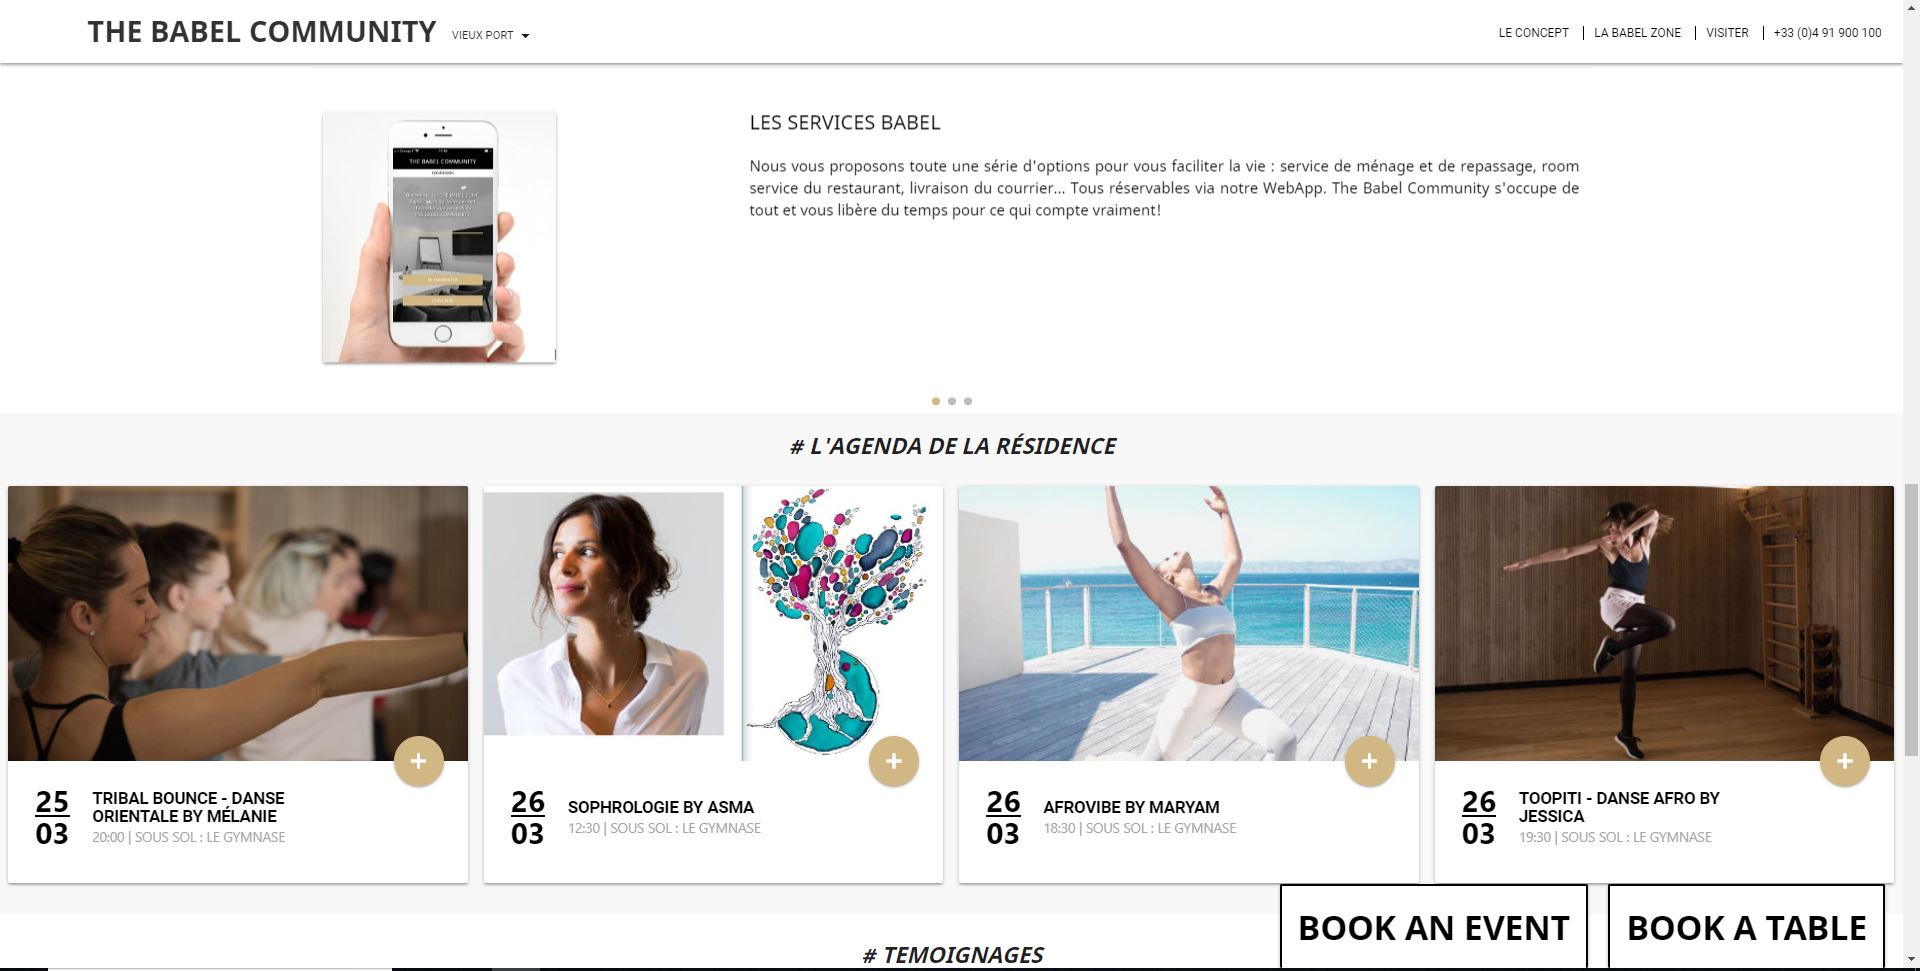 THE BABEL COMMUNITY
VIEUX PORT
LE CONCEPT
LA BABEL ZONE
VISITER
+33 (0)4 91 900 100
THE BABEL COMMUNITY
LES SERVICES BABEL
Nous vous proposons toute une série d'options pour vous faciliter la vie : service de ménage et de repassage, room
service du restaurant, livraison du courrier... Tous réservables via notre WebApp. The Babel Community s'occupe de
tout et vous libère du temps pour ce qui compte vraiment!
# L'AGENDA DE LA RÉSIDENCE
25
03
TRIBAL BOUNCE - DANSE
ORIENTALE BY MÉLANIE
20:00 | SOUS SOL : LE GYMNASE
26
03
SOPHROLOGIE BY ASMA
12:30 | SOUS SOL : LE GYMNASE
26
03
AFROVIBE BY MARYAM
18:30 | SOUS SOL : LE GYMNASE
26
03
TOOPITI - DANSE AFRO BY
JESSICA
19:30 | SOUS SOL : LE GYMNASE
BOOK AN EVENT
BOOK A TABLE
# TEMOIGNAGES